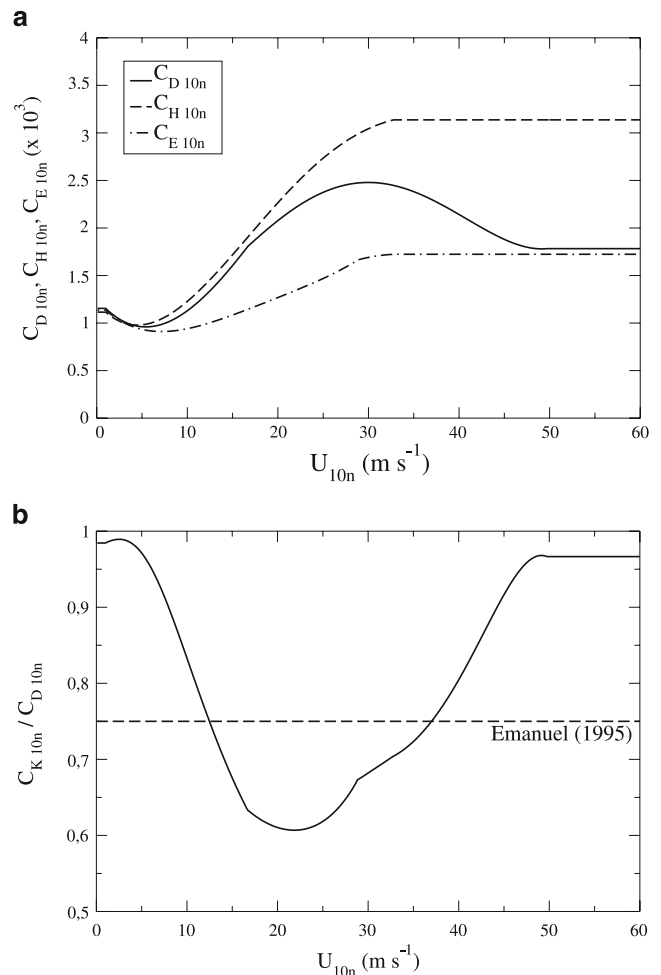 a
4
3.5
3
2.5
2
1.5
1
0.5
0
C_D 10n
C_H 10n
C_E 10n
C_D 10n, C_H 10n, C_E 10n (x 10^3)
0 10 20 30 40 50 60
U_10n (m s^-1)
b
1
0,9
0,8
0,7
0,6
0,5
C_K 10n / C_D 10n
Emanuel (1995)
0 10 20 30 40 50 60
U_10n (m s^-1)